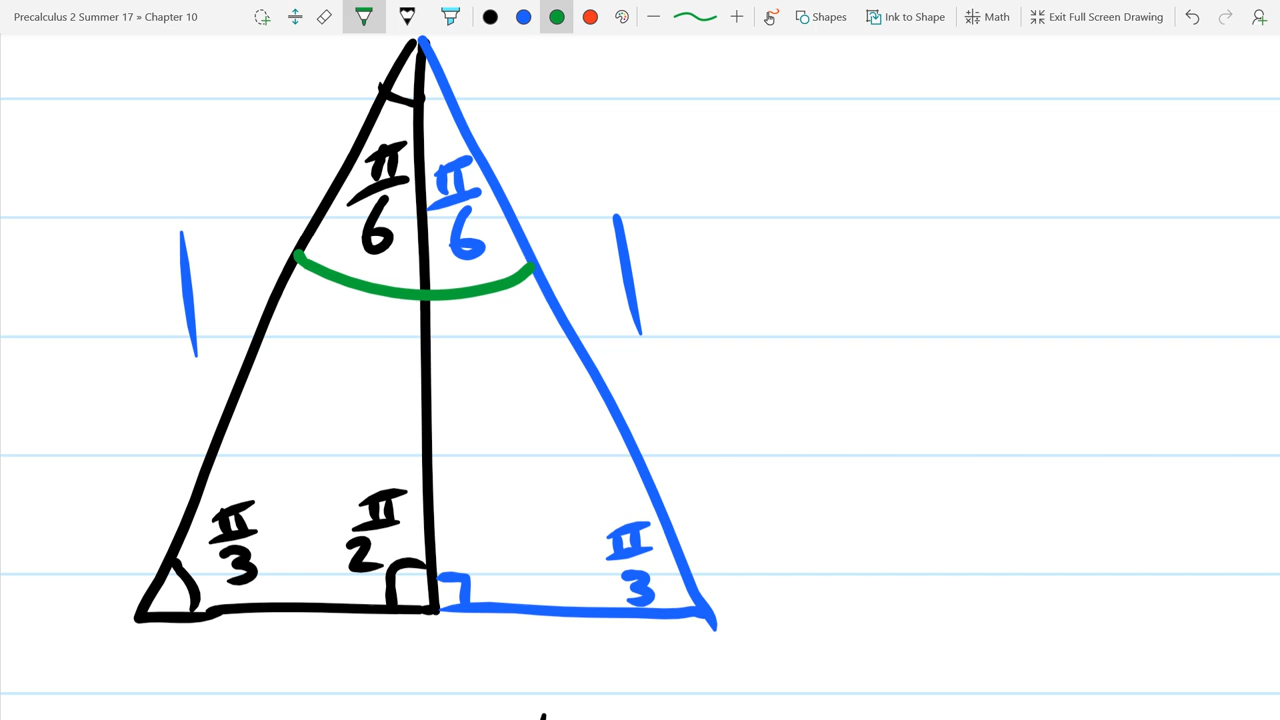 Precalculus 2 Summer 17 » Chapter 10
Shapes
Ink to Shape
Math
Exit Full Screen Drawing
π/6
π/6
1
1
π/3
π/2
π/3